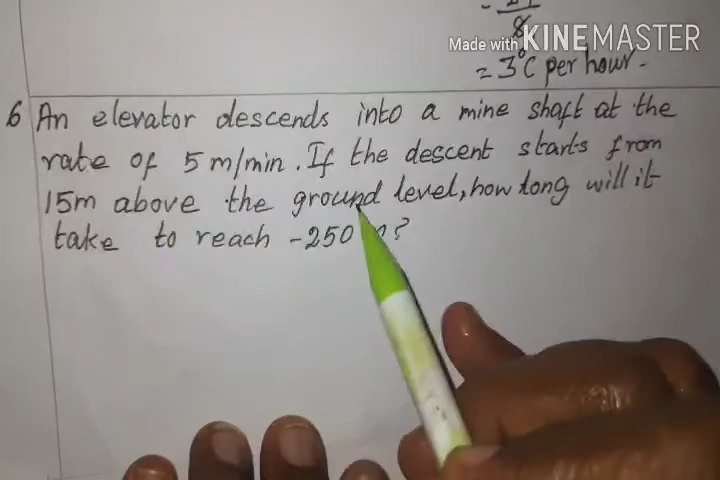 8
Made with KINEMASTER
= 3°C per hour.
6 An elevator descends into a mine shaft at the
rate of 5 m/min. If the descent starts from
15m above the ground level, how long will it
take to reach -250 ?